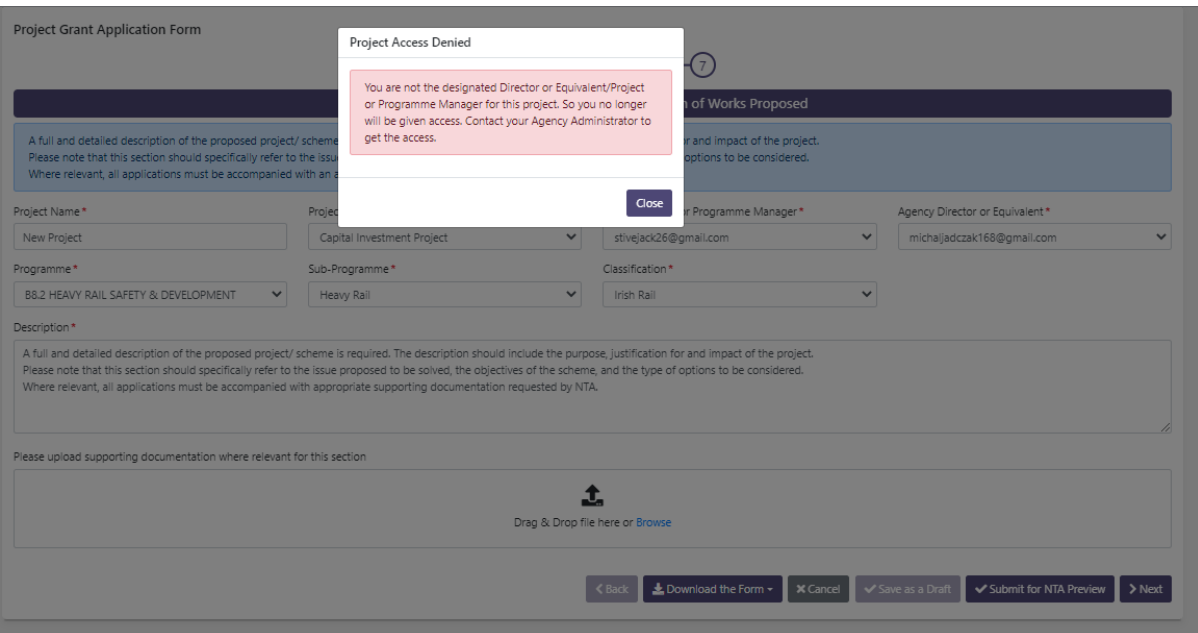 Project Grant Application Form
Project Access Denied
You are not the designated Director or Equivalent/Project
or Programme Manager for this project. So you no longer
will be given access. Contact your Agency Administrator to
get the access.
Close
7
of Works Proposed
A full and detailed description of the proposed project/ scheme
and impact of the project.
Please note that this section should specifically refer to the issu
options to be considered.
Where relevant, all applications must be accompanied with an a
Project Name *
Projec
r Programme Manager *
Agency Director or Equivalent *
New Project
Capital Investment Project
stivejack26@gmail.com
michaljadczak168@gmail.com
Programme *
Sub-Programme *
Classification *
B8.2 HEAVY RAIL SAFETY & DEVELOPMENT
Heavy Rail
Irish Rail
Description *
A full and detailed description of the proposed project/ scheme is required. The description should include the purpose, justification for and impact of the project.
Please note that this section should specifically refer to the issue proposed to be solved, the objectives of the scheme, and the type of options to be considered.
Where relevant, all applications must be accompanied with appropriate supporting documentation requested by NTA.
Please upload supporting documentation where relevant for this section
Drag & Drop file here or Browse
Back
Download the Form
Cancel
Save as a Draft
Submit for NTA Preview
Next